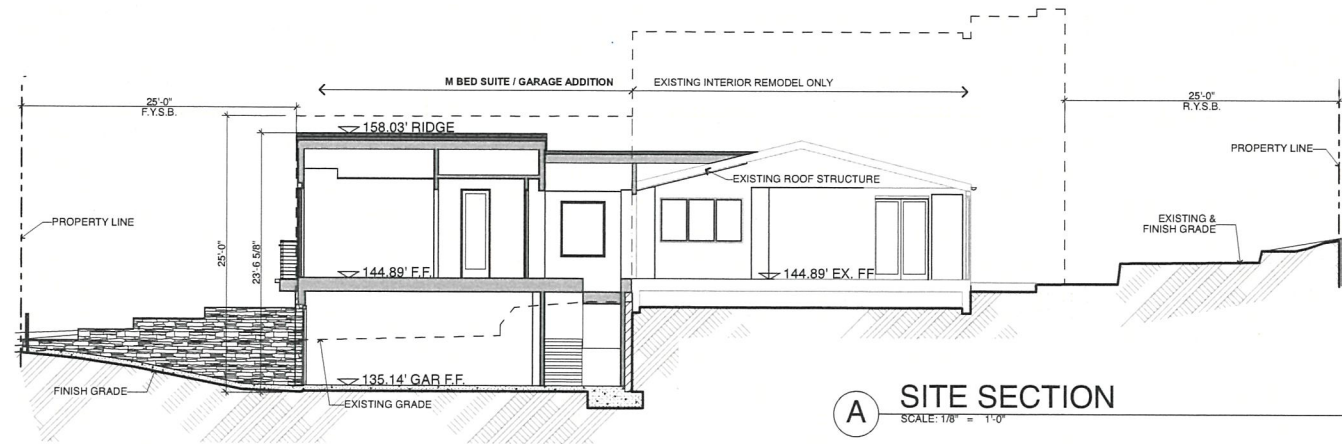 M BED SUITE / GARAGE ADDITION
EXISTING INTERIOR REMODEL ONLY
25'-0"
F.Y.S.B.
25'-0"
R.Y.S.B.
158.03' RIDGE
PROPERTY LINE
EXISTING ROOF STRUCTURE
PROPERTY LINE
EXISTING &
FINISH GRADE
25'-0"
23'-6 5/8"
144.89' F.F.
144.89' EX. FF
135.14' GAR F.F.
FINISH GRADE
EXISTING GRADE
A
SITE SECTION
SCALE: 1/8" = 1'-0"